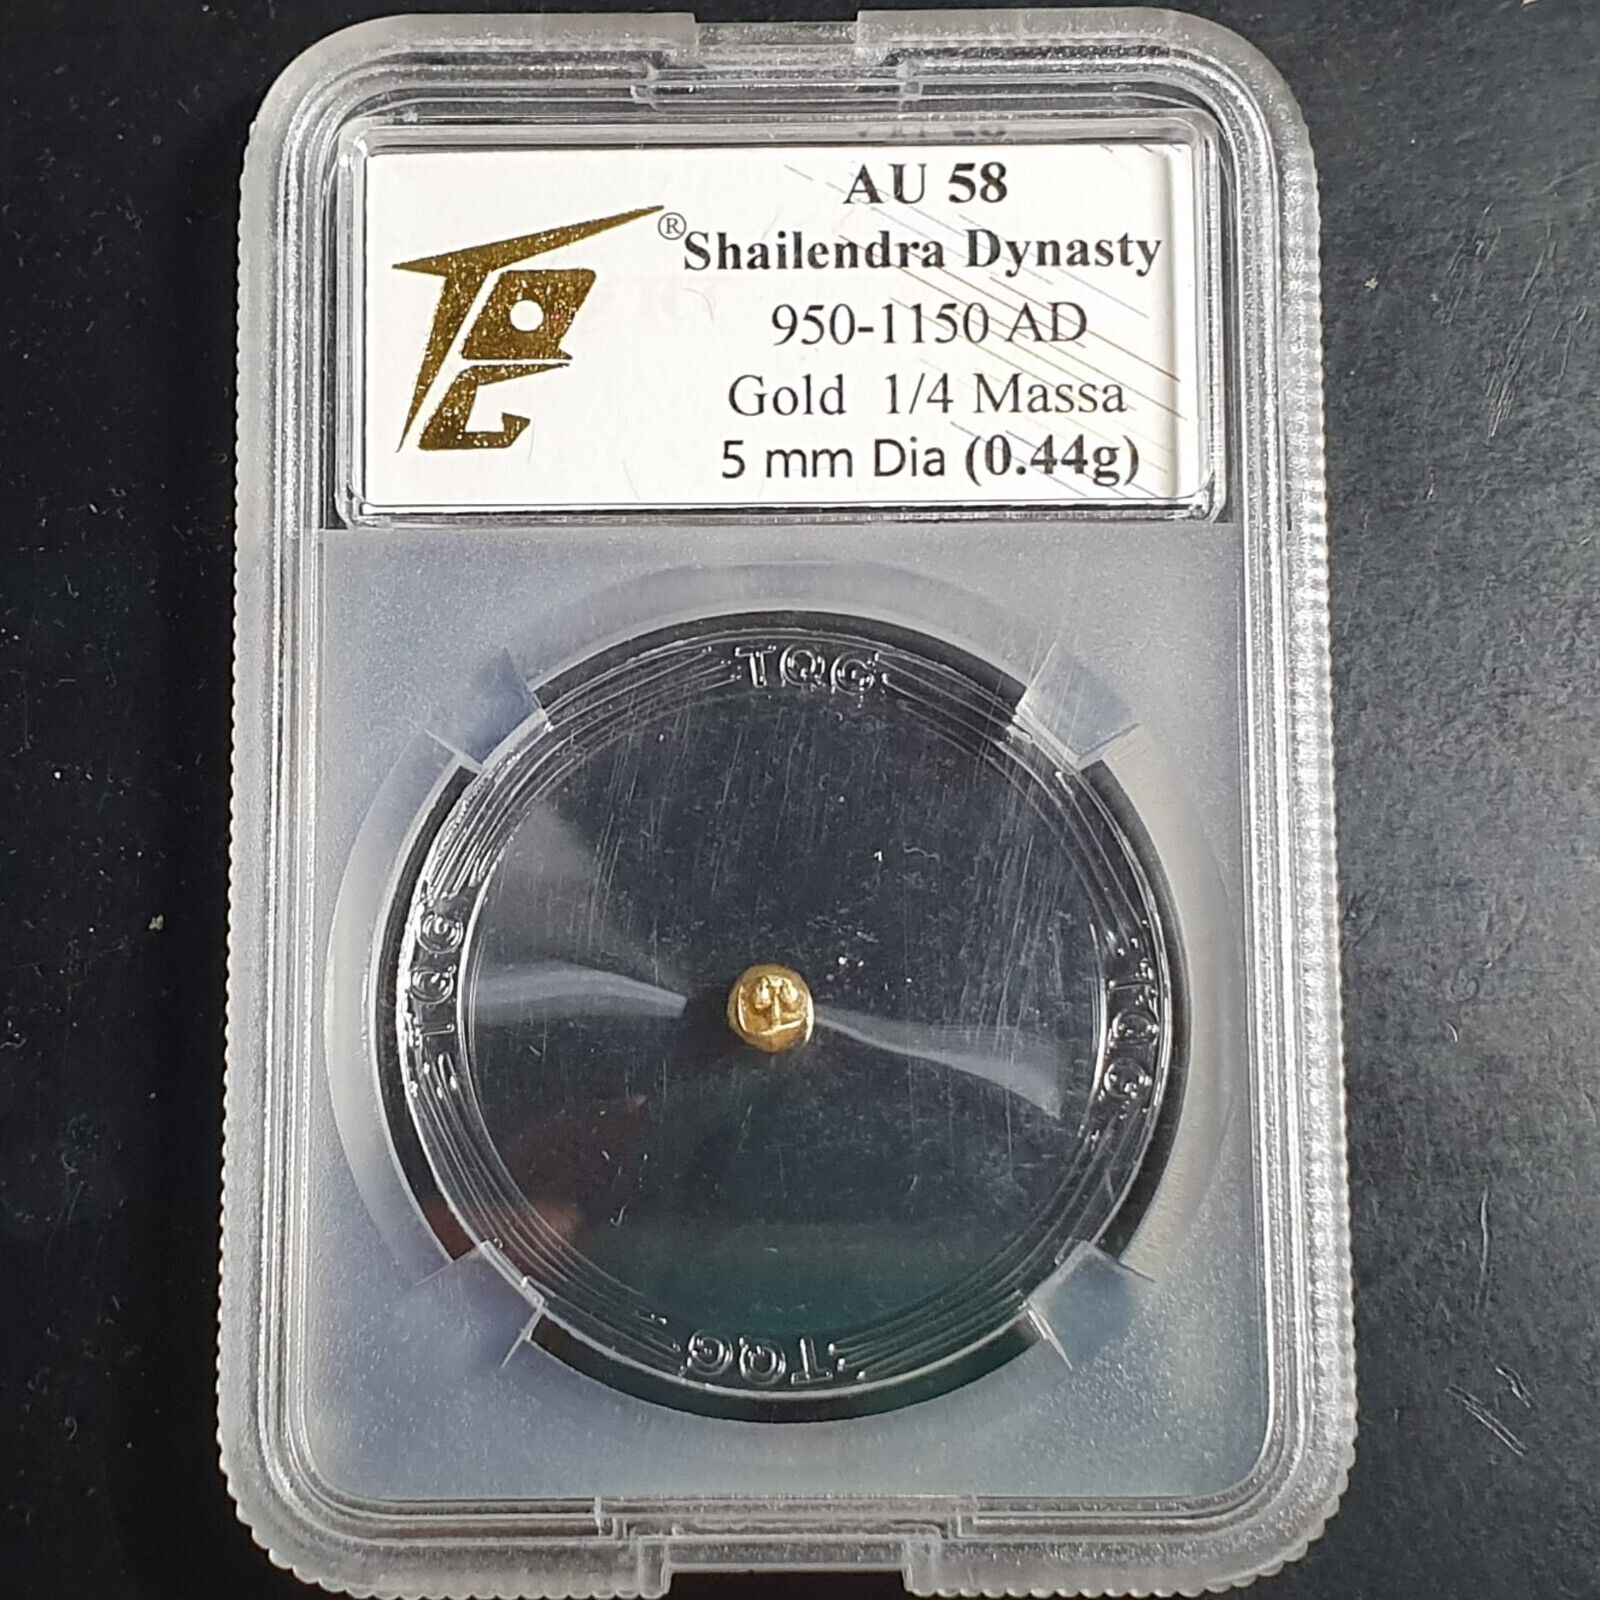 AU 58
®
Shailendra Dynasty
950-1150 AD
Gold 1/4 Massa
5 mm Dia (0.44g)
TQG
TQG
TQG
TQG